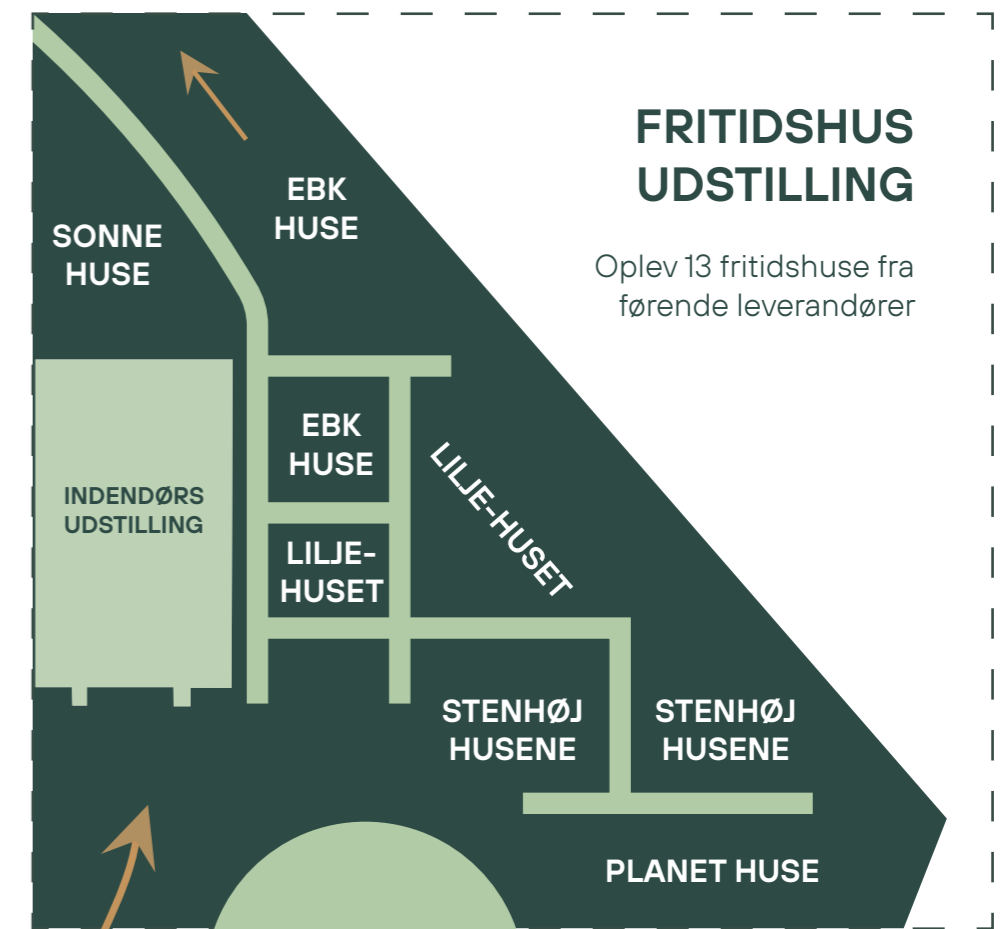 FRITIDSHUS
UDSTILLING
Oplev 13 fritidshuse fra
førende leverandører
EBK
HUSE
SONNE
HUSE
EBK
HUSE
LILJE-HUSET
INDENDØRS
UDSTILLING
LILJE-
HUSET
STENHØJ
HUSENE
STENHØJ
HUSENE
PLANET HUSE